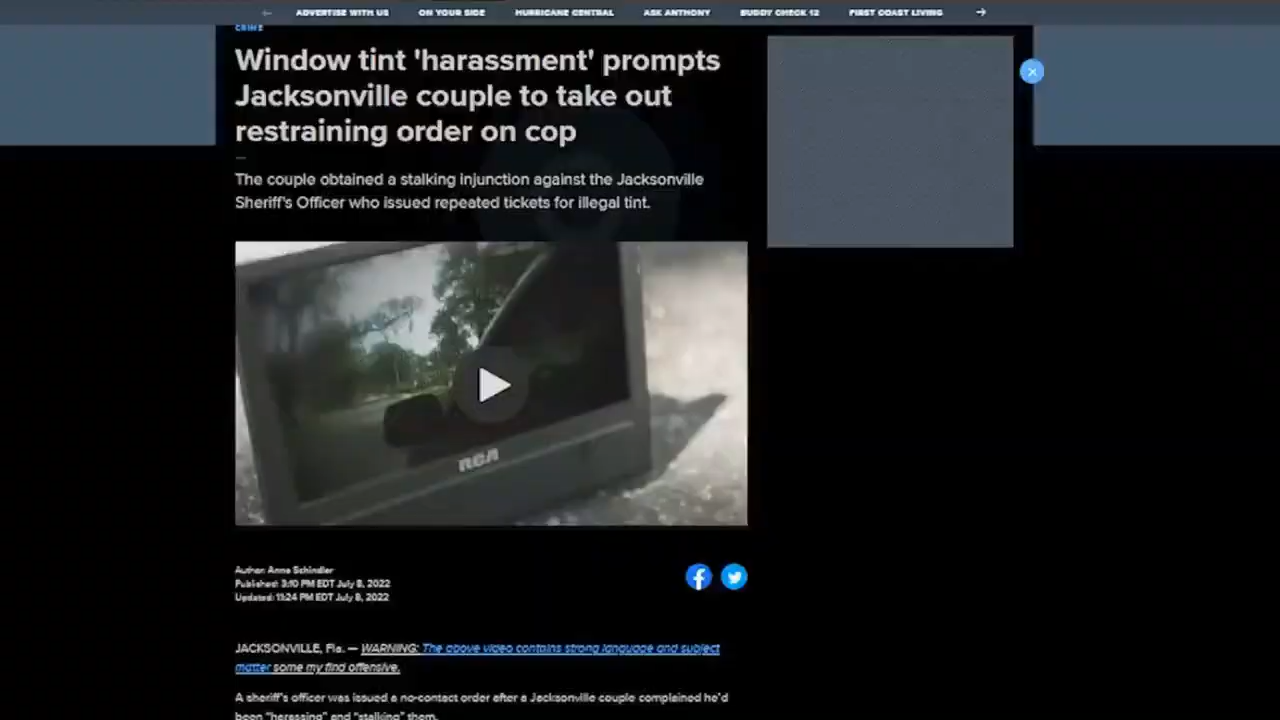 ← ADVERTISE WITH US ON YOUR SIDE HURRICANE CENTRAL ASK ANTHONY BUDDY CHECK 12 FIRST COAST LIVING →
CRIME
Window tint 'harassment' prompts
Jacksonville couple to take out
restraining order on cop
The couple obtained a stalking injunction against the Jacksonville
Sheriff's Officer who issued repeated tickets for illegal tint.
RCA
Author: Anne Schindler
Published: 3:10 PM EDT July 8, 2022
Updated: 11:24 PM EDT July 8, 2022
JACKSONVILLE, Fla. — WARNING: The above video contains strong language and subject
matter some my find offensive.
A sheriff's officer was issued a no-contact order after a Jacksonville couple complained he'd
been "harassing" and "stalking" them.